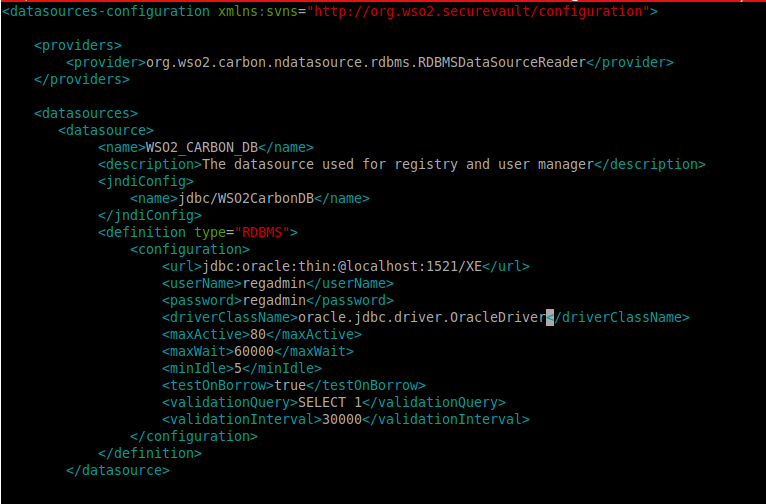 <datasources-configuration xmlns:svns="http://org.wso2.securevault/configuration">
<providers>
<provider>org.wso2.carbon.ndatasource.rdbms.RDBMSDataSourceReader</provider>
</providers>
<datasources>
<datasource>
<name>WSO2_CARBON_DB</name>
<description>The datasource used for registry and user manager</description>
<jndiConfig>
<name>jdbc/WSO2CarbonDB</name>
</jndiConfig>
<definition type="RDBMS">
<configuration>
<url>jdbc:oracle:thin:@localhost:1521/XE</url>
<userName>regadmin</userName>
<password>regadmin</password>
<driverClassName>oracle.jdbc.driver.OracleDriver</driverClassName>
<maxActive>80</maxActive>
<maxWait>60000</maxWait>
<minIdle>5</minIdle>
<testOnBorrow>true</testOnBorrow>
<validationQuery>SELECT 1</validationQuery>
<validationInterval>30000</validationInterval>
</configuration>
</definition>
</datasource>